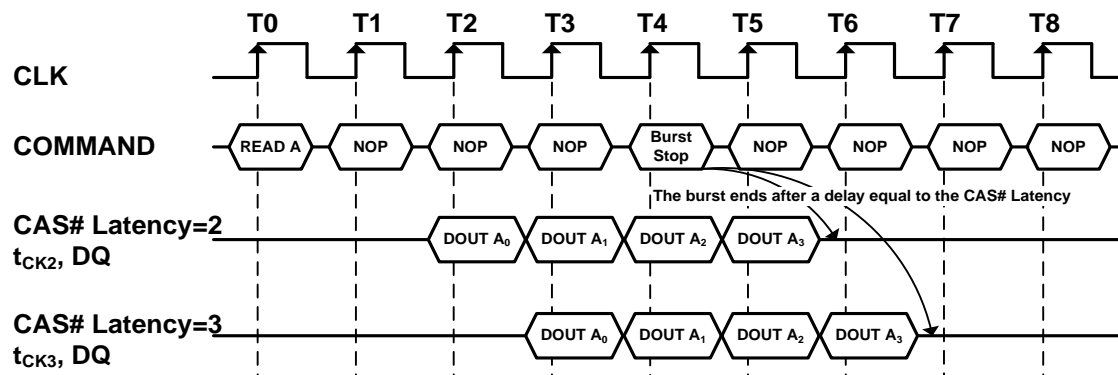 T0 T1 T2 T3 T4 T5 T6 T7 T8
CLK
COMMAND READ A NOP NOP NOP Burst Stop NOP NOP NOP NOP
The burst ends after a delay equal to the CAS# Latency
CAS# Latency=2
tCK2, DQ DOUT A0 DOUT A1 DOUT A2 DOUT A3
CAS# Latency=3
tCK3, DQ DOUT A0 DOUT A1 DOUT A2 DOUT A3